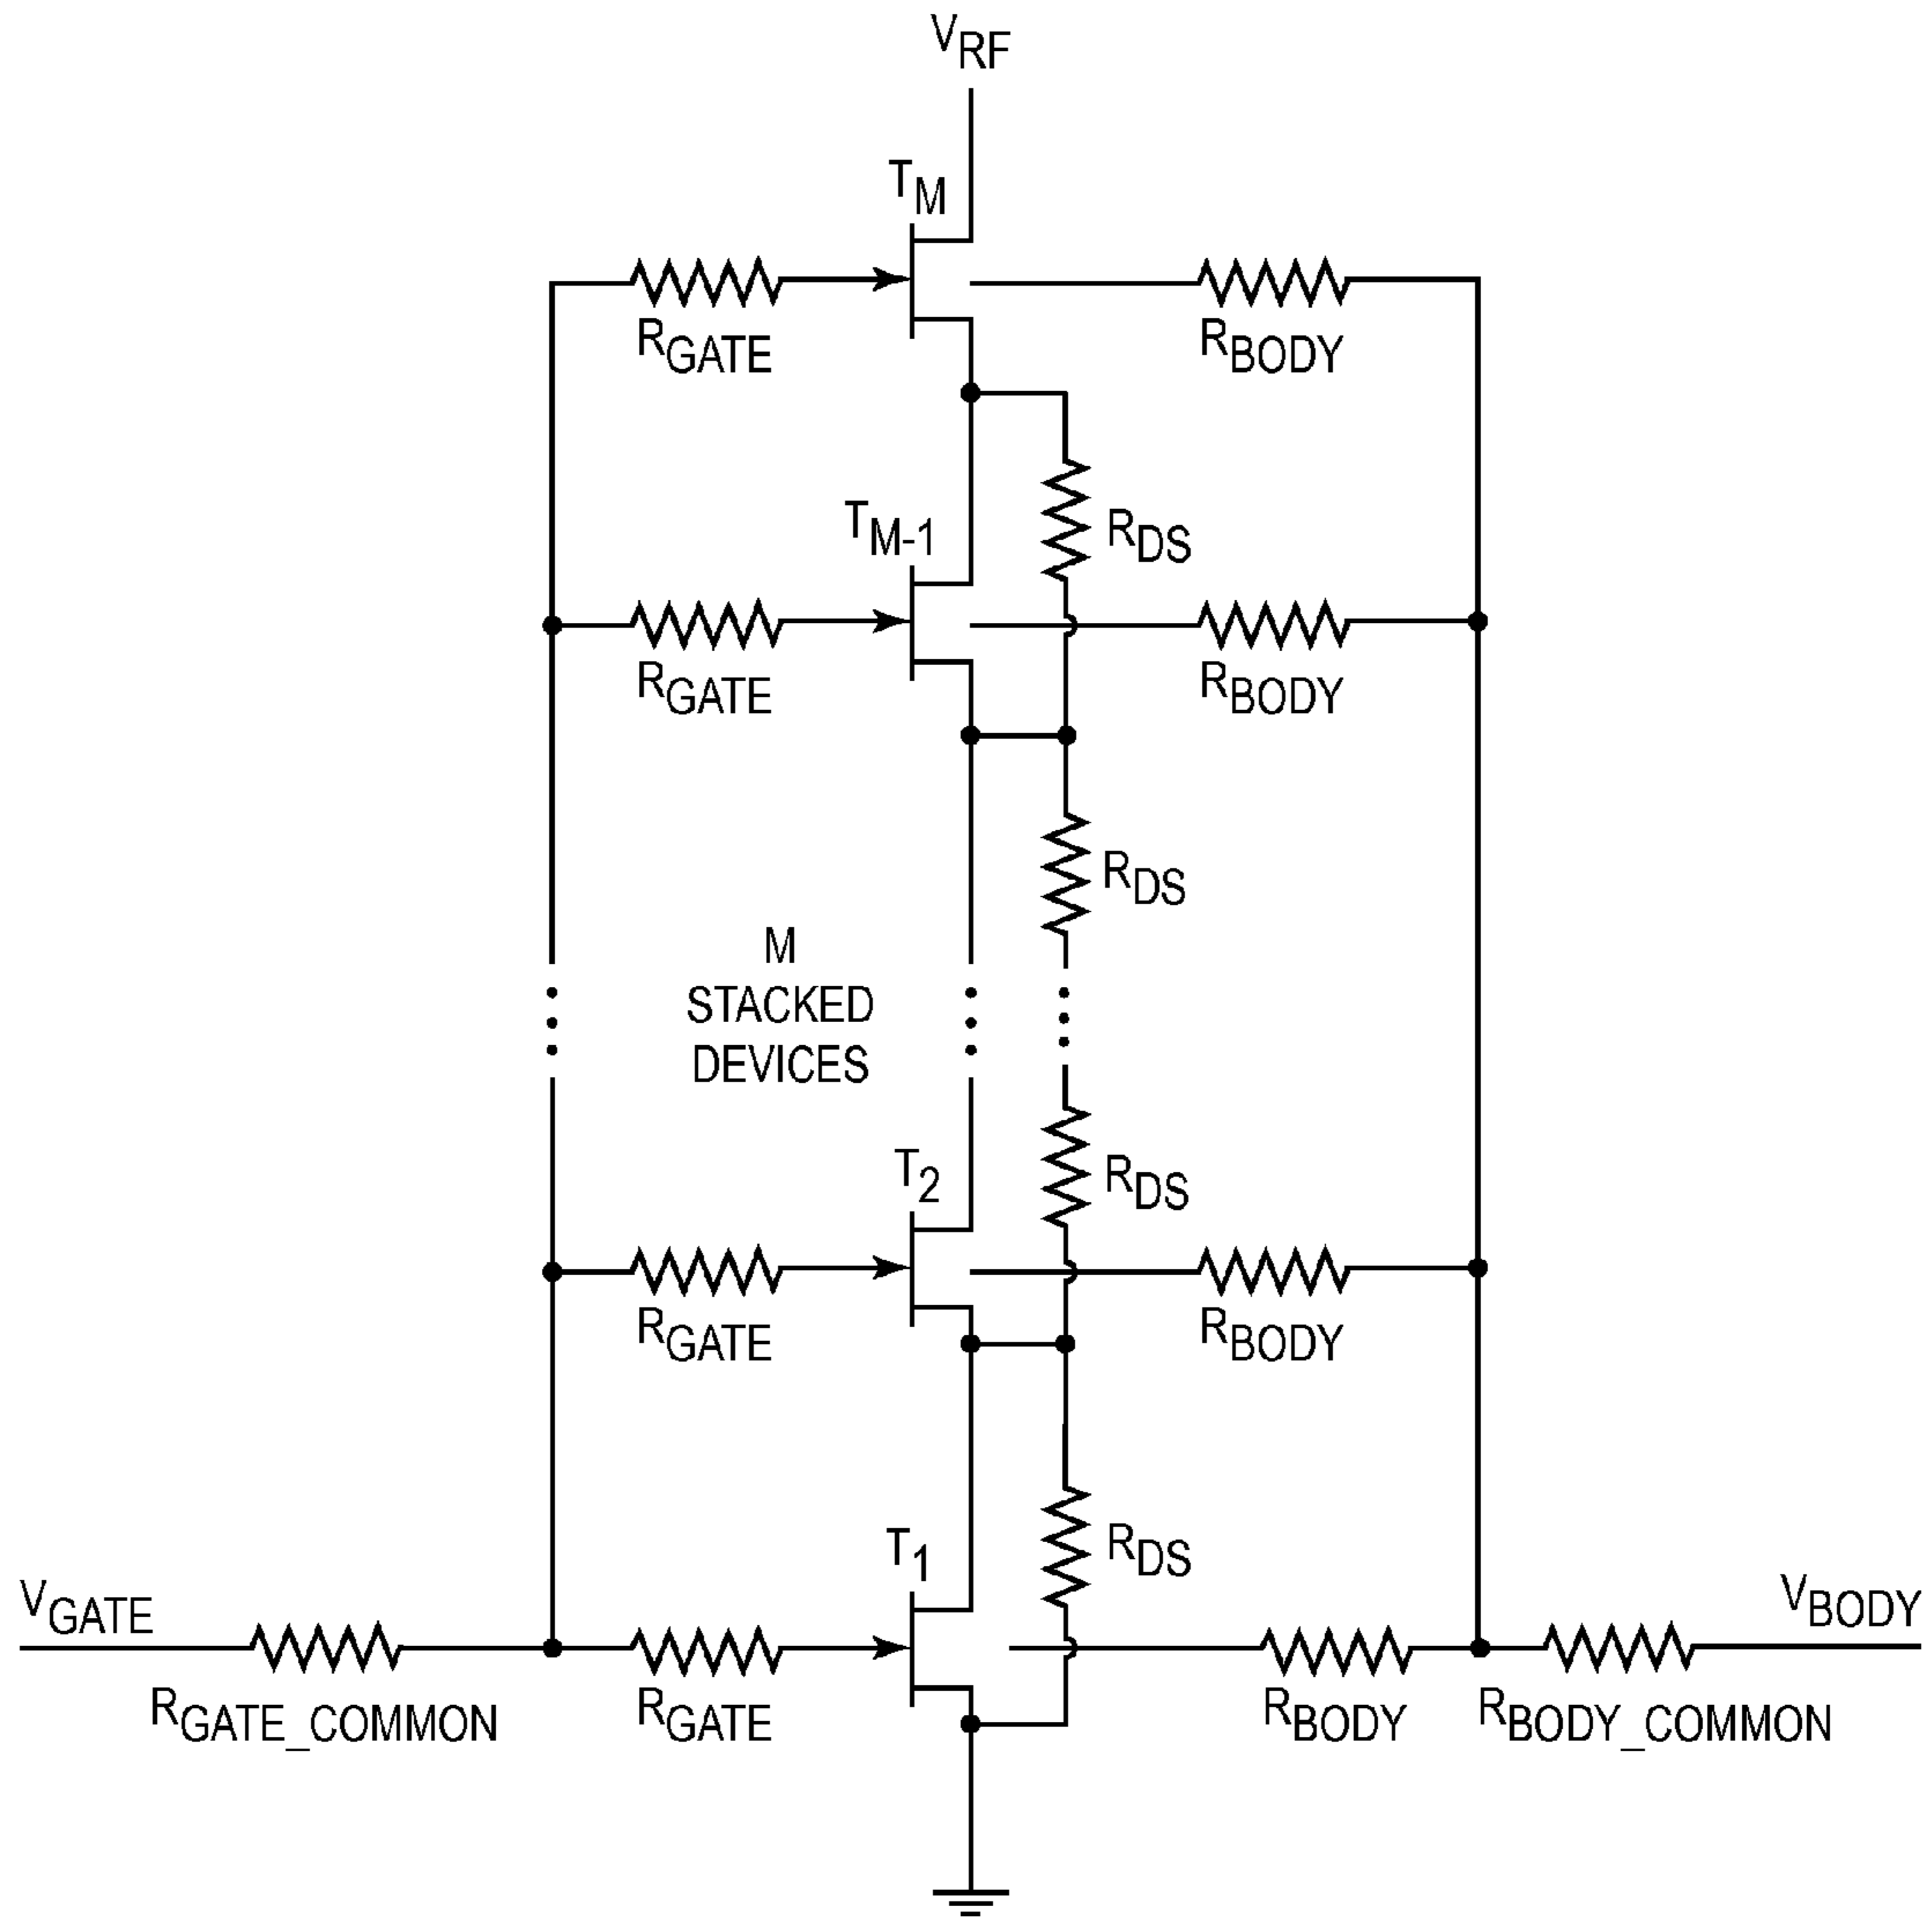 VRF
TM
RGATE
RBODY
TM-1
RDS
RGATE
RBODY
RDS
M
STACKED
DEVICES
T2
RDS
RGATE
RBODY
T1
RDS
VGATE
VBODY
RGATE_COMMON
RGATE
RBODY
RBODY_COMMON